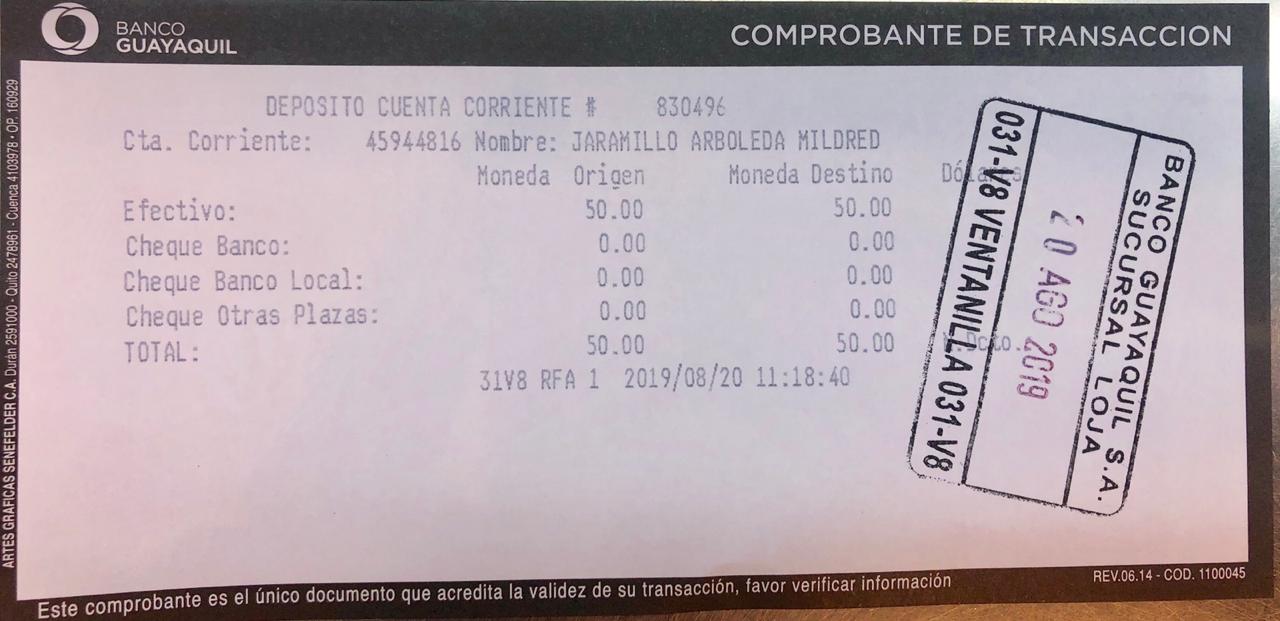 BANCO
GUAYAQUIL
COMPROBANTE DE TRANSACCION
DEPOSITO CUENTA CORRIENTE # 830496
Cta. Corriente: 45944816 Nombre: JARAMILLO ARBOLEDA MILDRED
Moneda Origen Moneda Destino Dólares
Efectivo: 50.00 50.00
Cheque Banco: 0.00 0.00
Cheque Banco Local: 0.00 0.00
Cheque Otras Plazas: 0.00 0.00
TOTAL: 50.00 50.00
31V8 RFA 1 2019/08/20 11:18:40
BANCO GUAYAQUIL S.A.
SUCURSAL LOJA
20 AGO 2019
031-V8 VENTANILLA 031-V8
ARTES GRAFICAS SENEFELDER C.A. Durán 2591000 - Quito 2478961 - Cuenca 4103978 - OP. 160929
REV.06.14 - COD. 1100045
Este comprobante es el único documento que acredita la validez de su transacción, favor verificar información